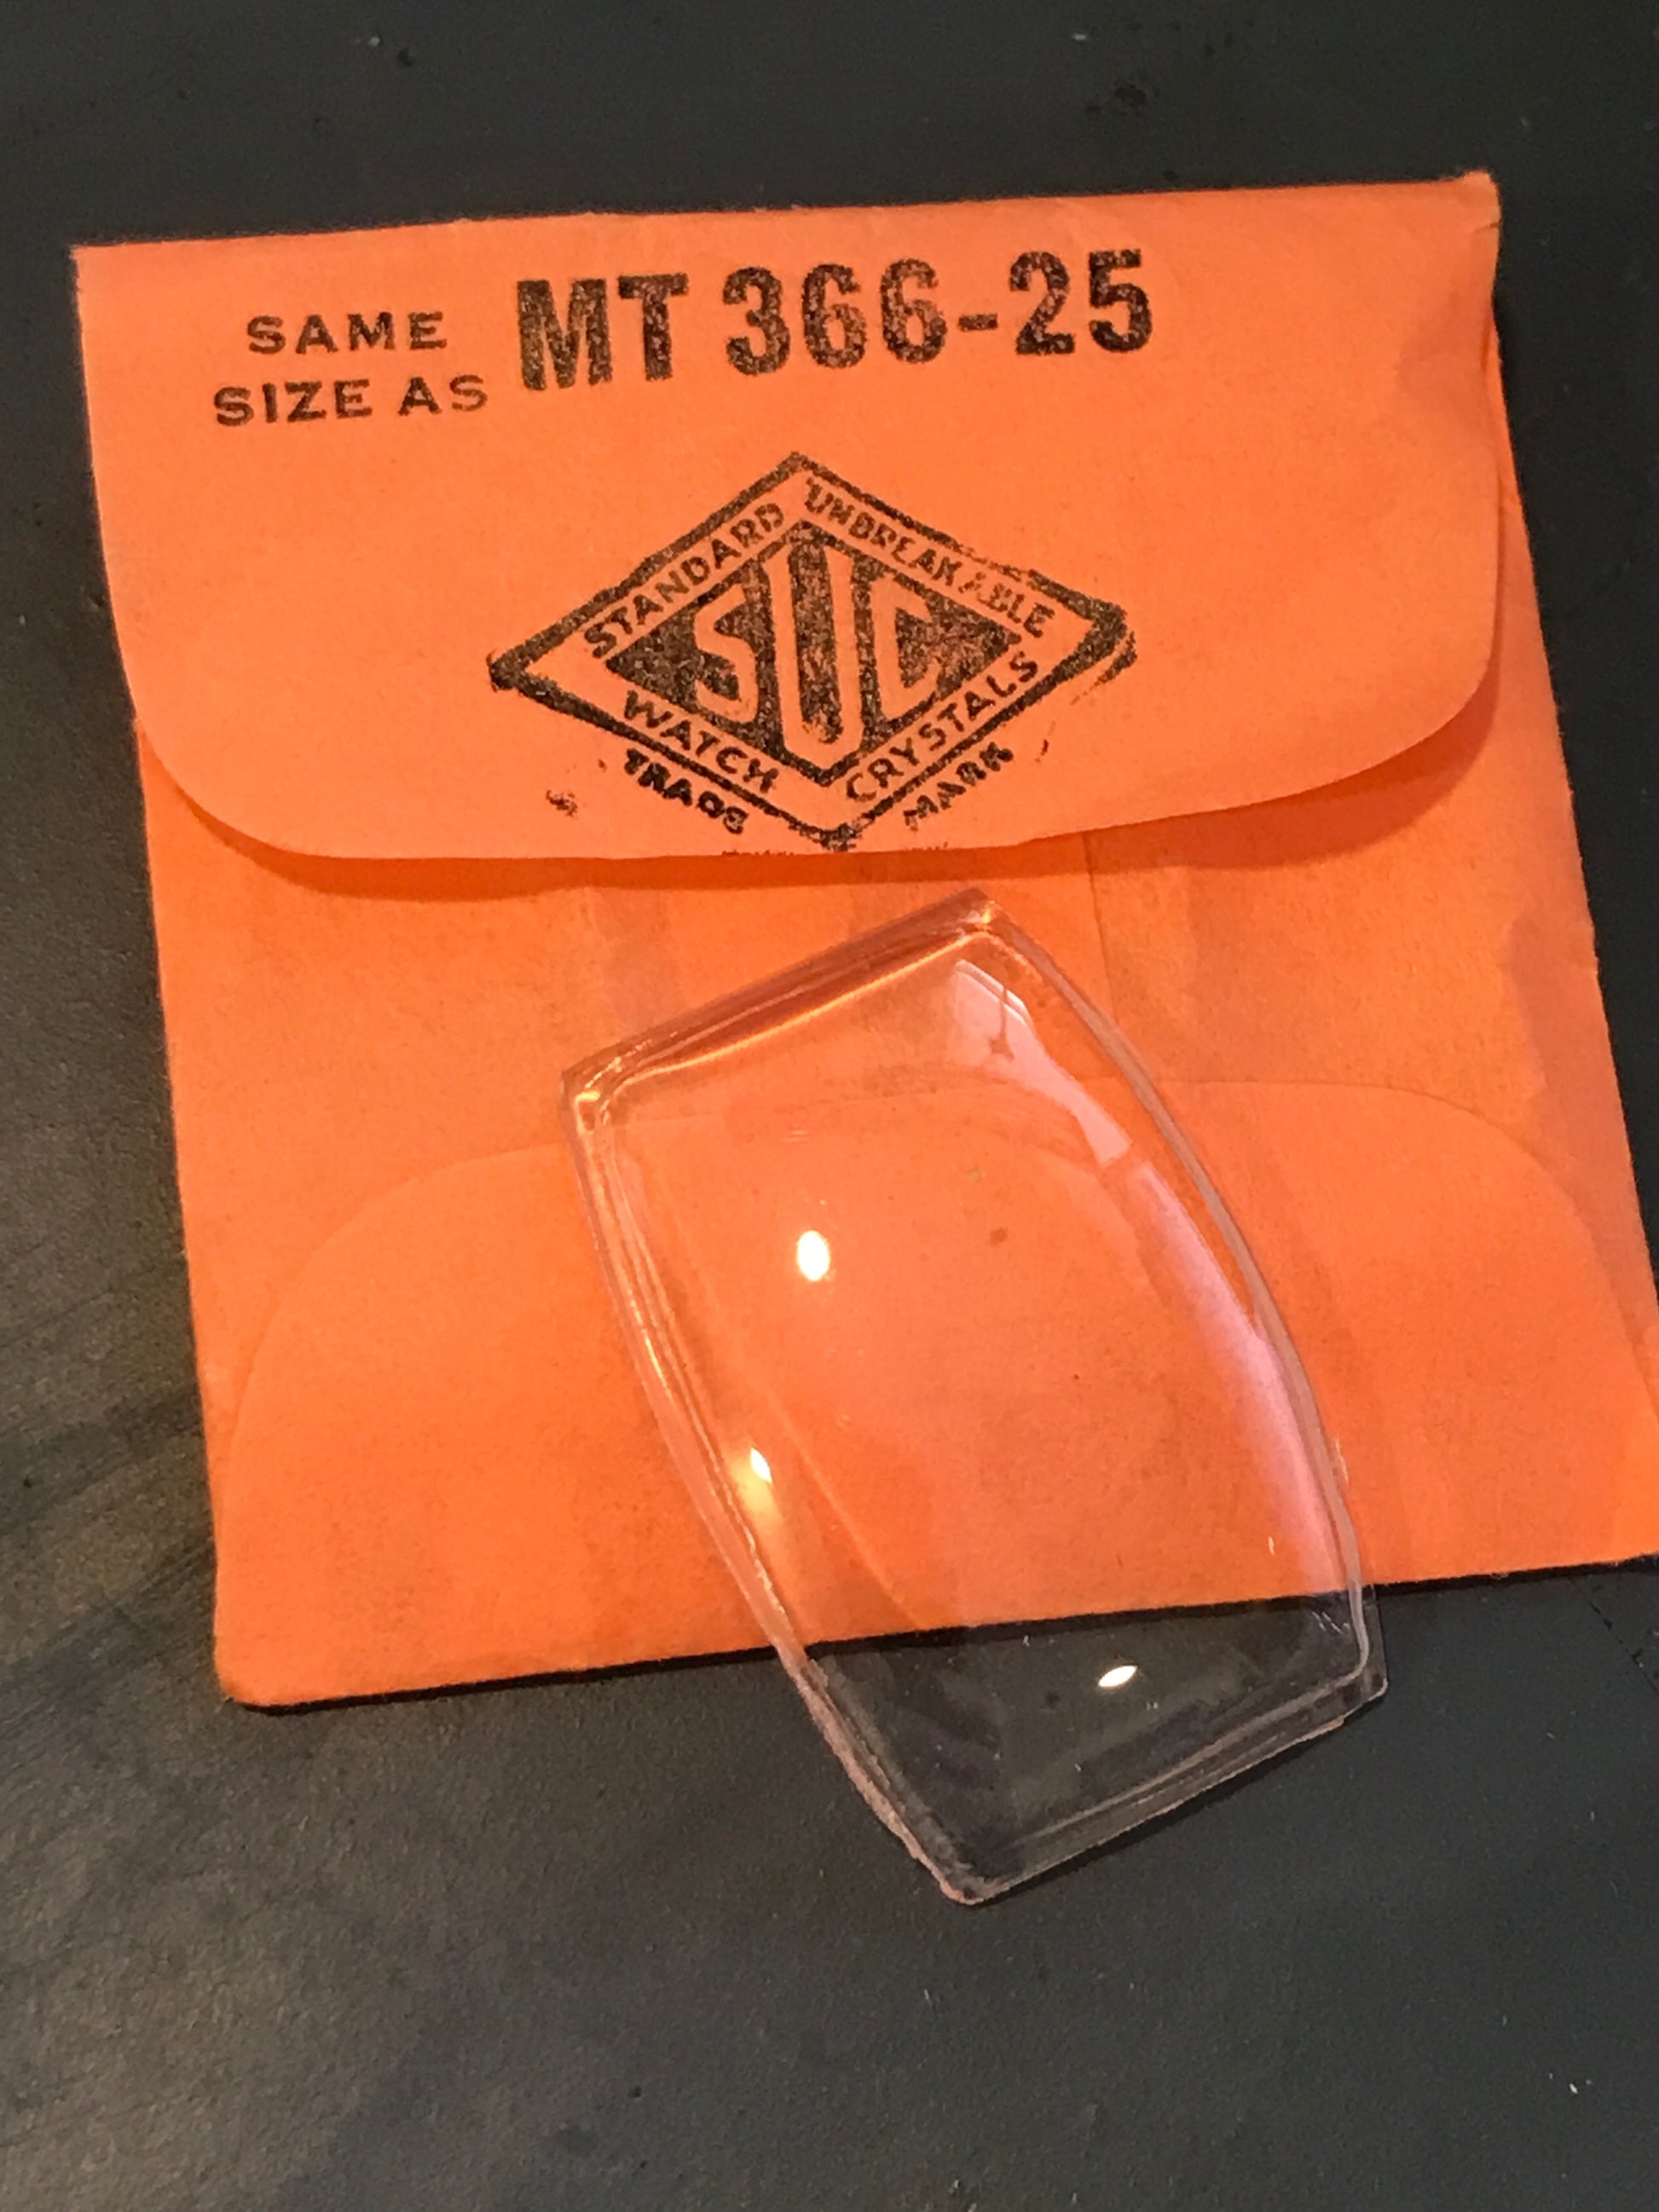 SAME
SIZE AS
MT 366-25
STANDARD UNBREAKABLE
SUC
WATCH CRYSTALS
TRADE MARK